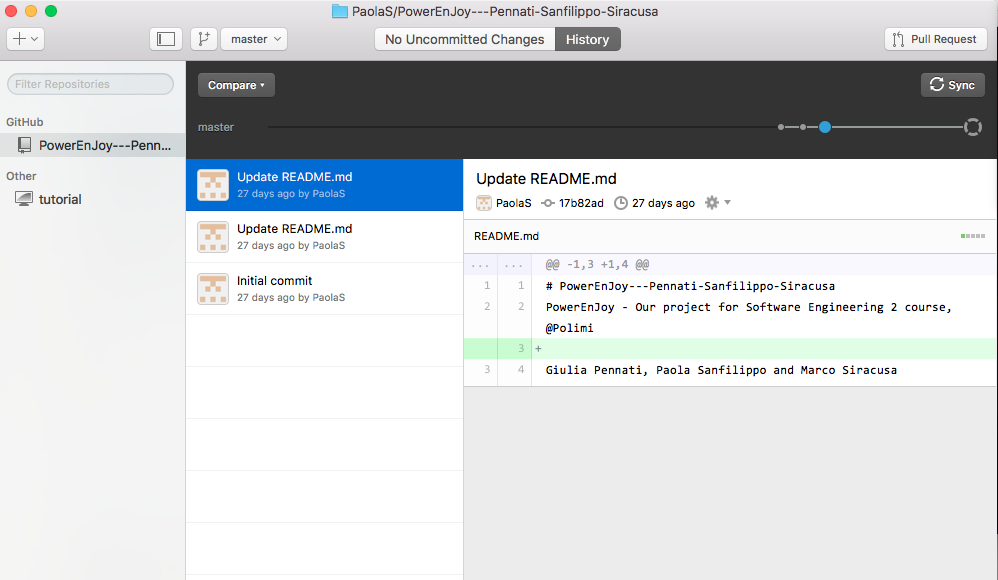 PaolaS/PowerEnJoy---Pennati-Sanfilippo-Siracusa
master
No Uncommitted Changes
History
Pull Request
Filter Repositories
GitHub
PowerEnJoy---Penn...
Other
tutorial
Compare
Sync
master
Update README.md
27 days ago by PaolaS
Update README.md
27 days ago by PaolaS
Initial commit
27 days ago by PaolaS
Update README.md
PaolaS 17b82ad 27 days ago
README.md
... ... @@ -1,3 +1,4 @@
1 1 # PowerEnJoy---Pennati-Sanfilippo-Siracusa
2 2 PowerEnJoy - Our project for Software Engineering 2 course,
@Polimi
3 +
3 4 Giulia Pennati, Paola Sanfilippo and Marco Siracusa